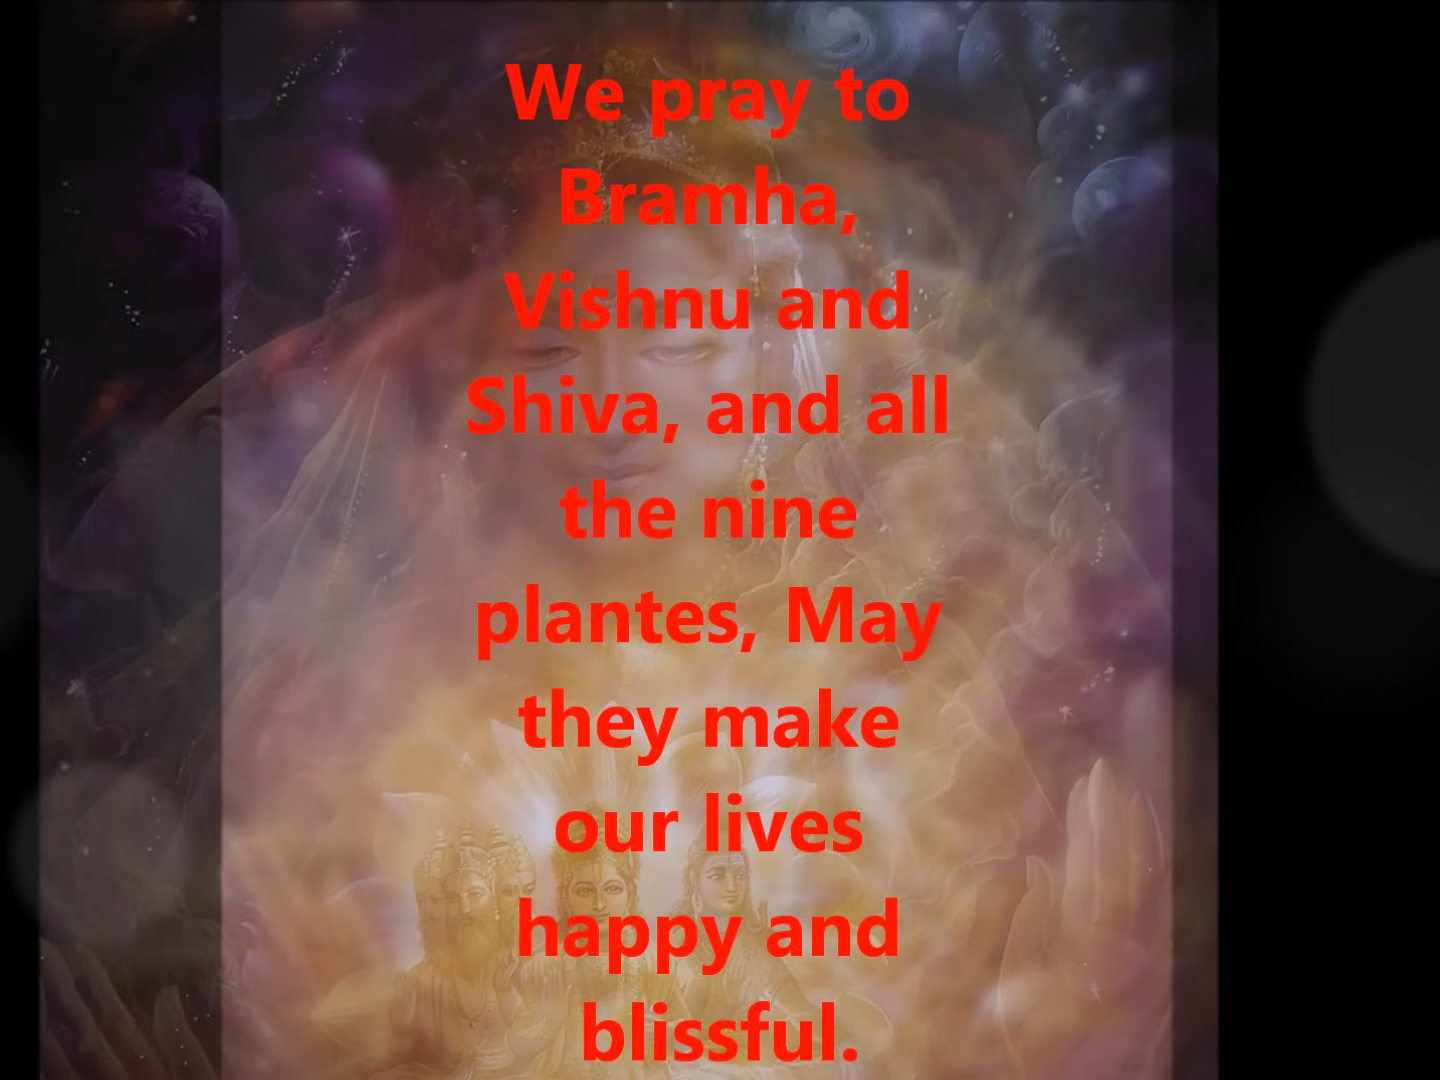 We pray to
Bramha,
Vishnu and
Shiva, and all
the nine
plantes, May
they make
our lives
happy and
blissful.